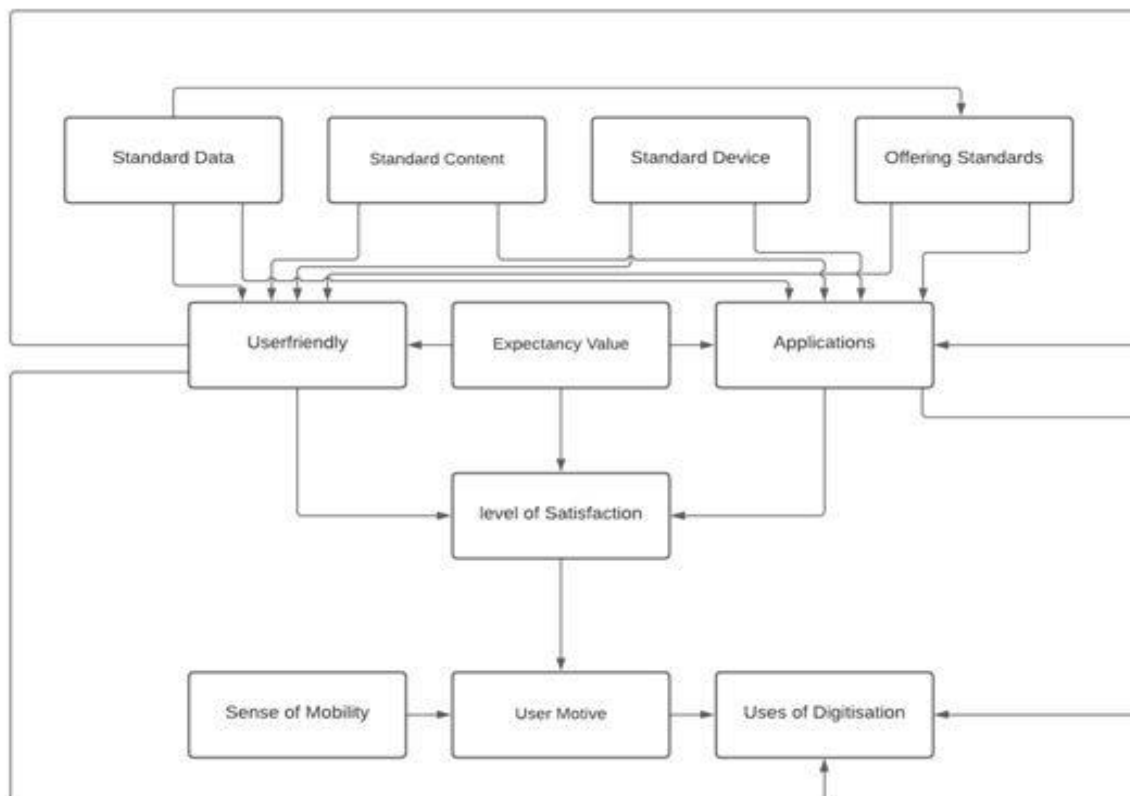 Standard Data
Standard Content
Standard Device
Offering Standards
Userfriendly
Expectancy Value
Applications
level of Satisfaction
Sense of Mobility
User Motive
Uses of Digitisation